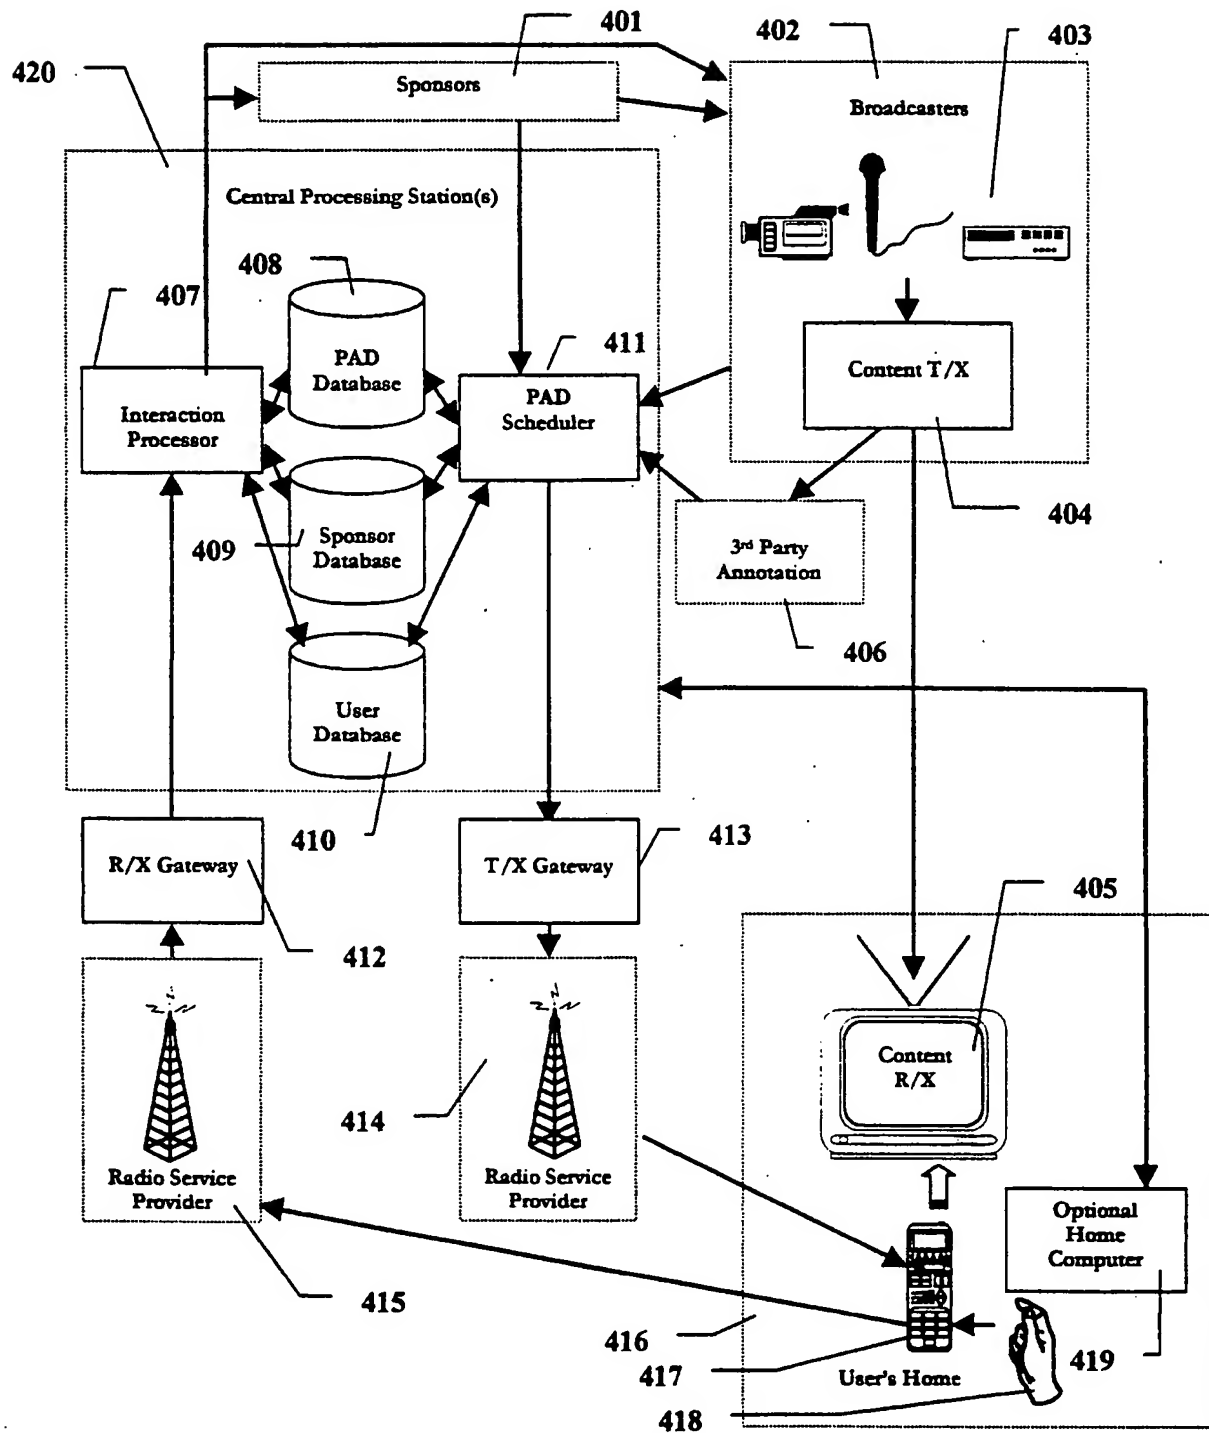 401
402
403
420
Sponsors
Broadcasters
Central Processing Station(s)
408
407
411
PAD
Database
PAD
Scheduler
Content T/X
Interaction
Processor
404
409
Sponsor
Database
3rd Party
Annotation
406
User
Database
410
413
R/X Gateway
T/X Gateway
405
412
Content
R/X
414
Radio Service
Provider
Radio Service
Provider
Optional
Home
Computer
415
416
417
User's Home
419
418